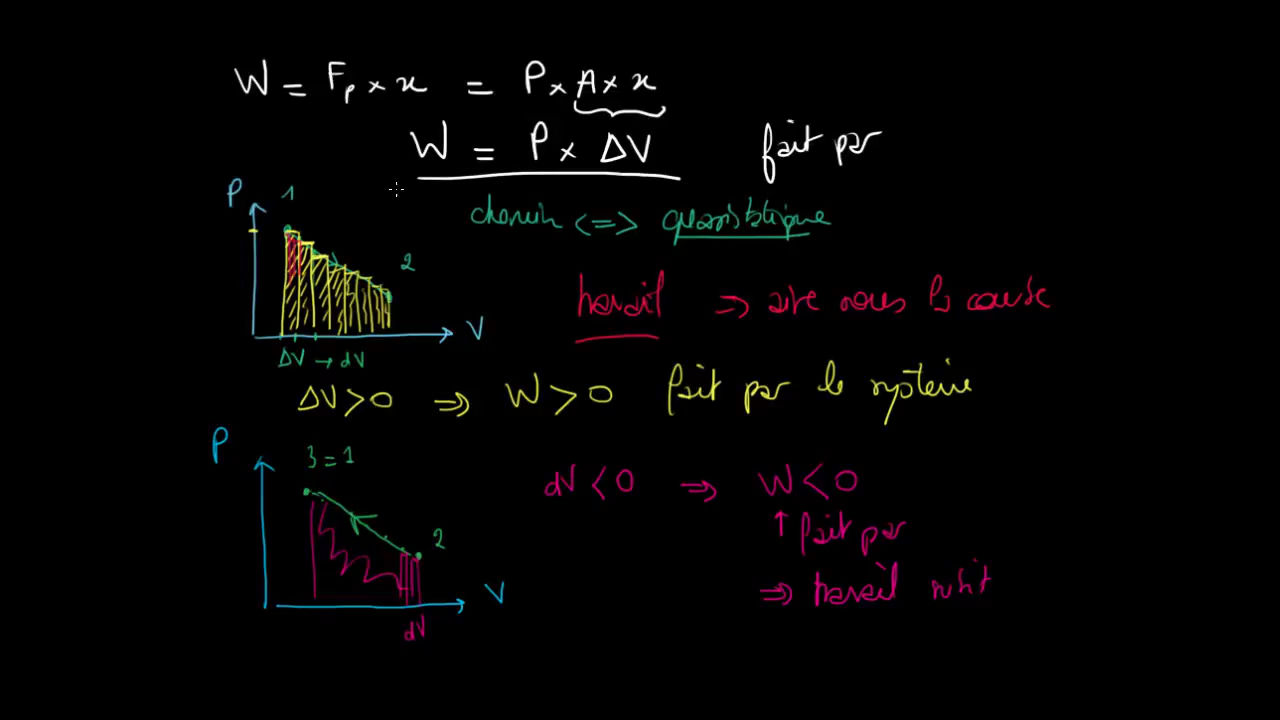 W = Fp × x = P × A × x
W = P × ΔV fait par
P 1
chemin <=> quasistatique
2
travail => aire sous la courbe
V
ΔV → dV
ΔV > 0 => W > 0 fait par le système
P
3 = 1
dV < 0 => W < 0
↑ fait par
2
=> travail subit
V
dV